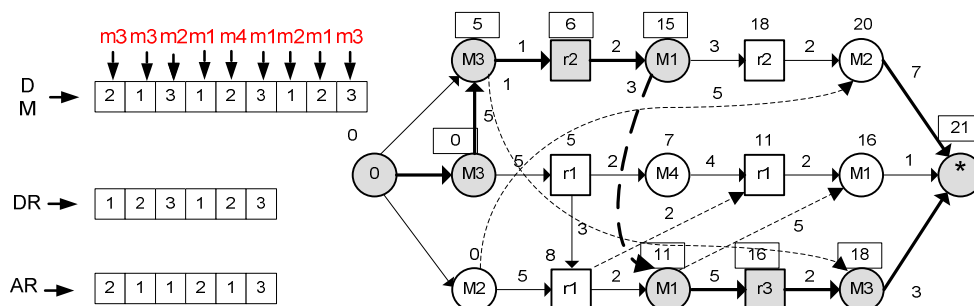 m3 m3 m2 m1 m4 m1 m2 m1 m3
D
M
2 1 3 1 2 3 1 2 3
DR
1 2 3 1 2 3
AR
2 1 1 2 1 3
5 6 15 18 20
M3 1 r2 2 M1 3 r2 2 M2
1 3 5 7
0 5 21
0 5 7 11 16
0 M3 5 r1 2 M4 4 r1 2 M1 1 *
2 5
3
0 8 11 16 18
M2 5 r1 2 M1 5 r3 2 M3 3